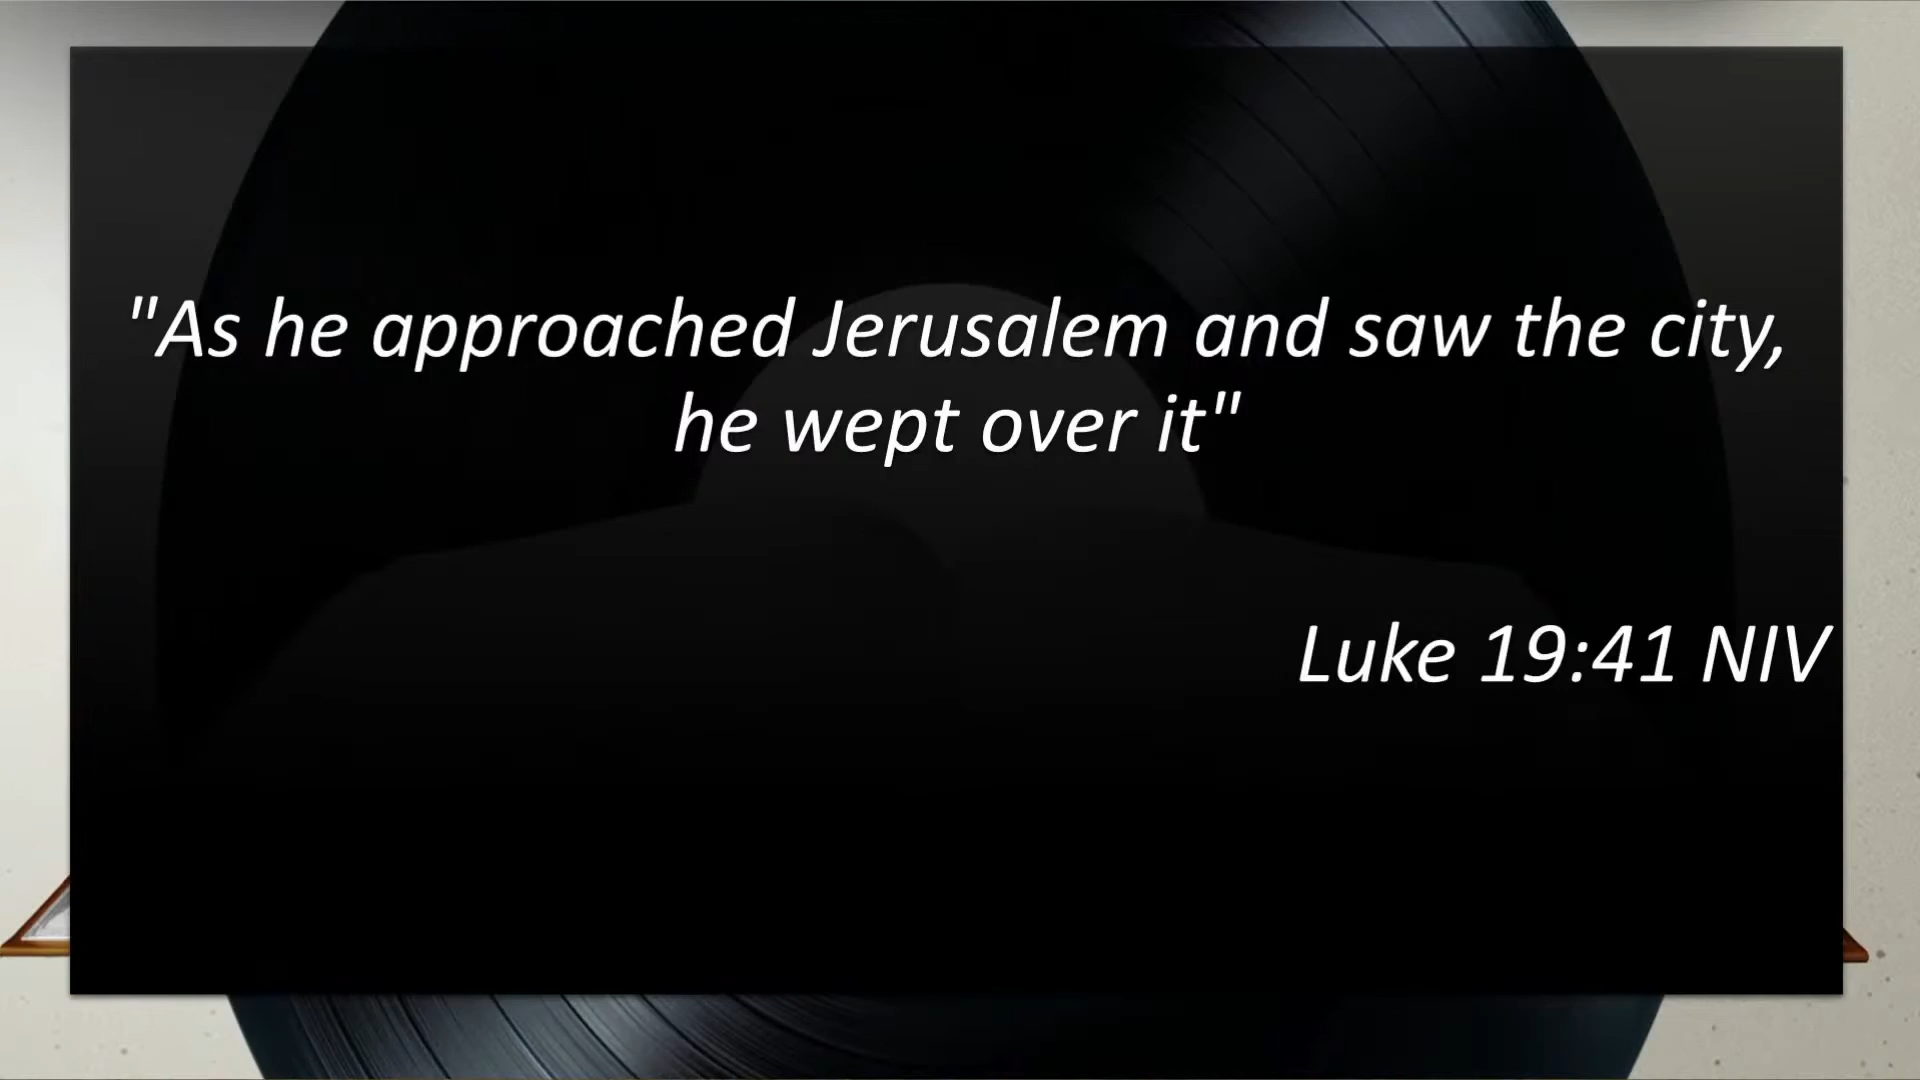 "As he approached Jerusalem and saw the city,
he wept over it"
Luke 19:41 NIV